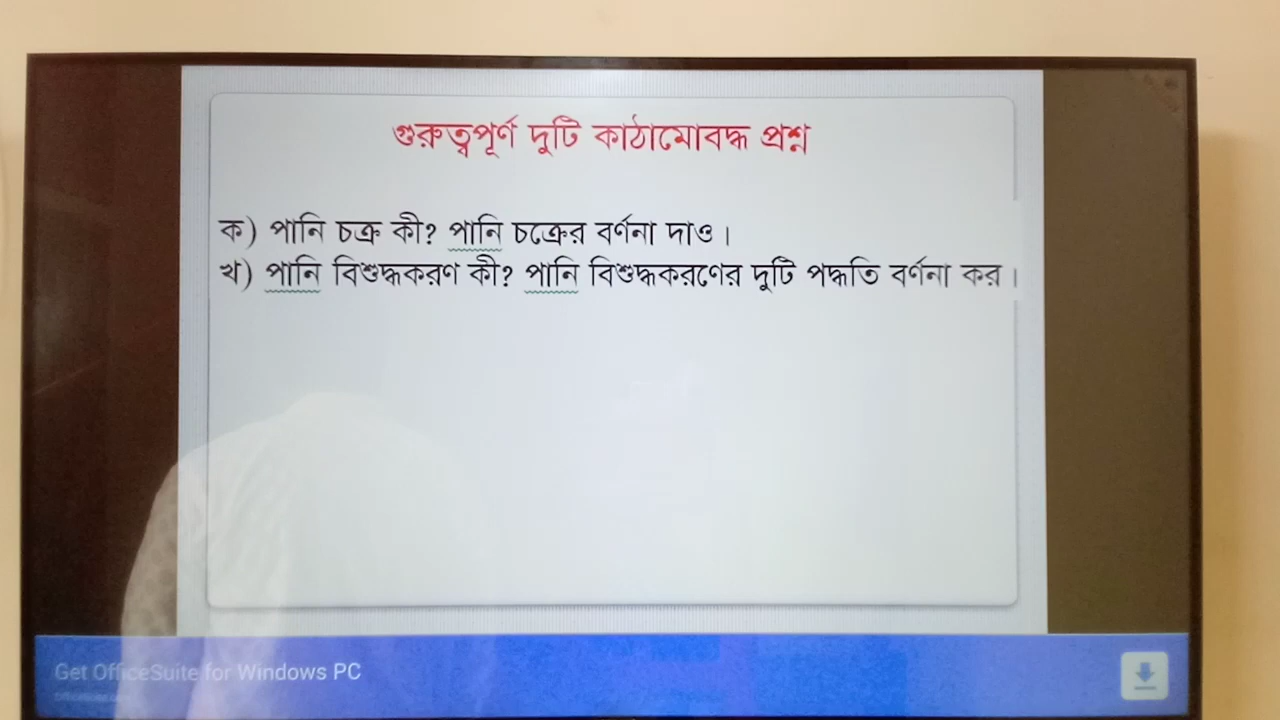 গুরুত্বপূর্ণ দুটি কাঠামোবদ্ধ প্রশ্ন
ক) পানি চক্র কী? পানি চক্রের বর্ণনা দাও।
খ) পানি বিশুদ্ধকরণ কী? পানি বিশুদ্ধকরণের দুটি পদ্ধতি বর্ণনা কর।
Get OfficeSuite for Windows PC